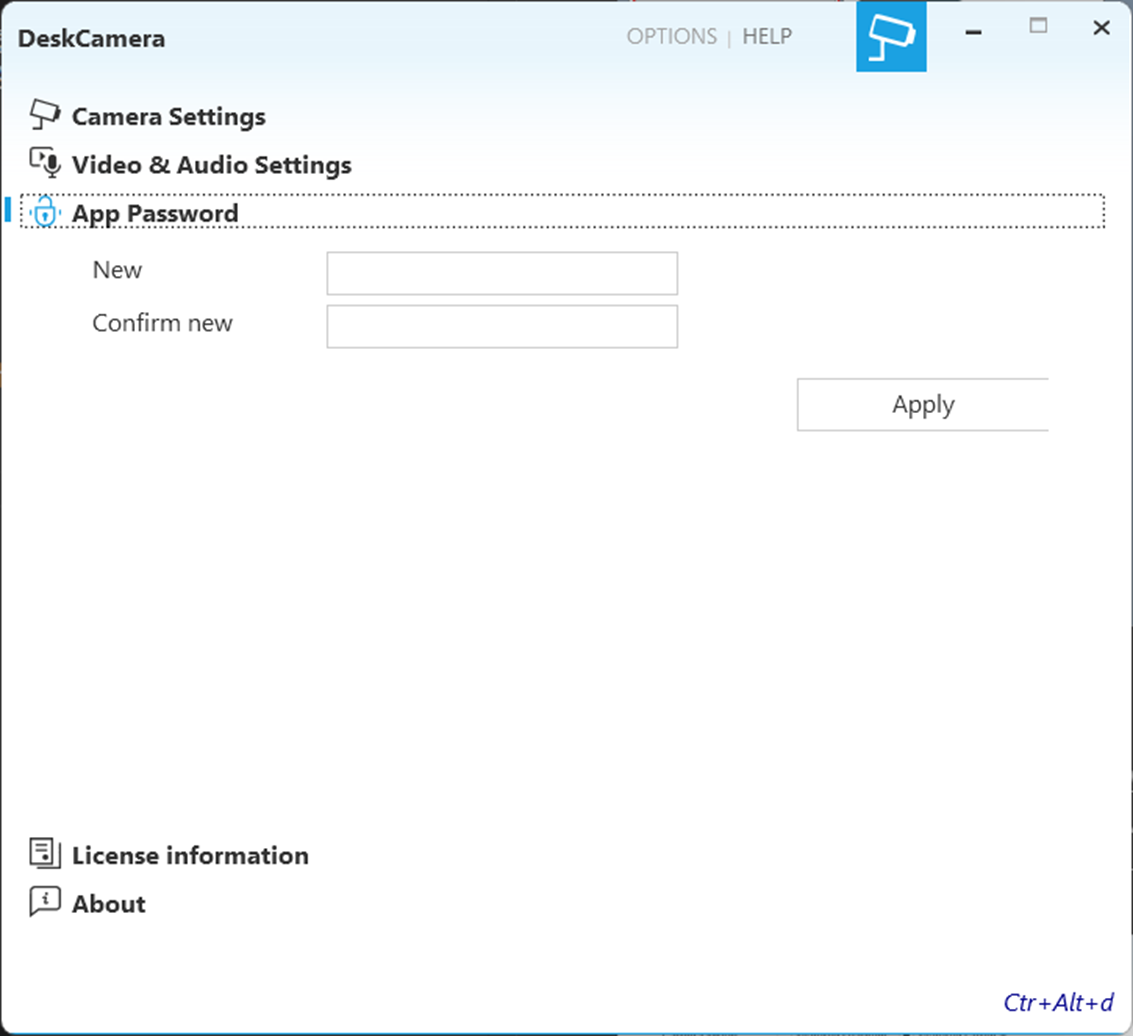 DeskCamera
OPTIONS | HELP
Camera Settings
Video & Audio Settings
App Password
New
Confirm new
Apply
License information
About
Ctr+Alt+d